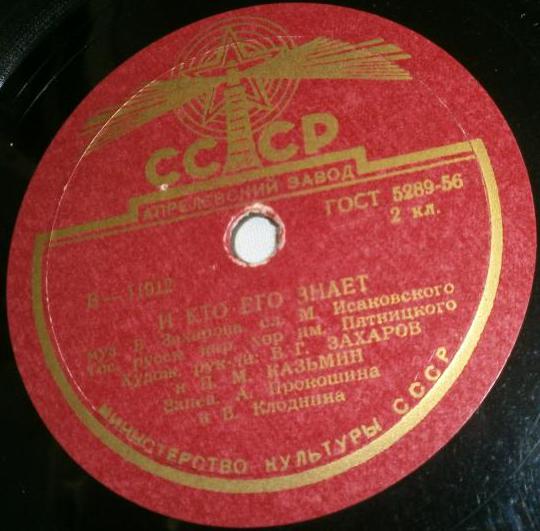 СССР
АПРЕЛЕВСКИЙ ЗАВОД
ГОСТ 5289-56
2 кл.
В—11912
И КТО ЕГО ЗНАЕТ
муз В. Захарова сл. М. Исаковского
Гос. русск нар. хор им. Пятницкого
Худож. рук-ли: В. Г. ЗАХАРОВ
и П. М. КАЗЬМИН
Запев. А. Прокошина
и В. Клоднина
МИНИСТЕРСТВО КУЛЬТУРЫ СССР